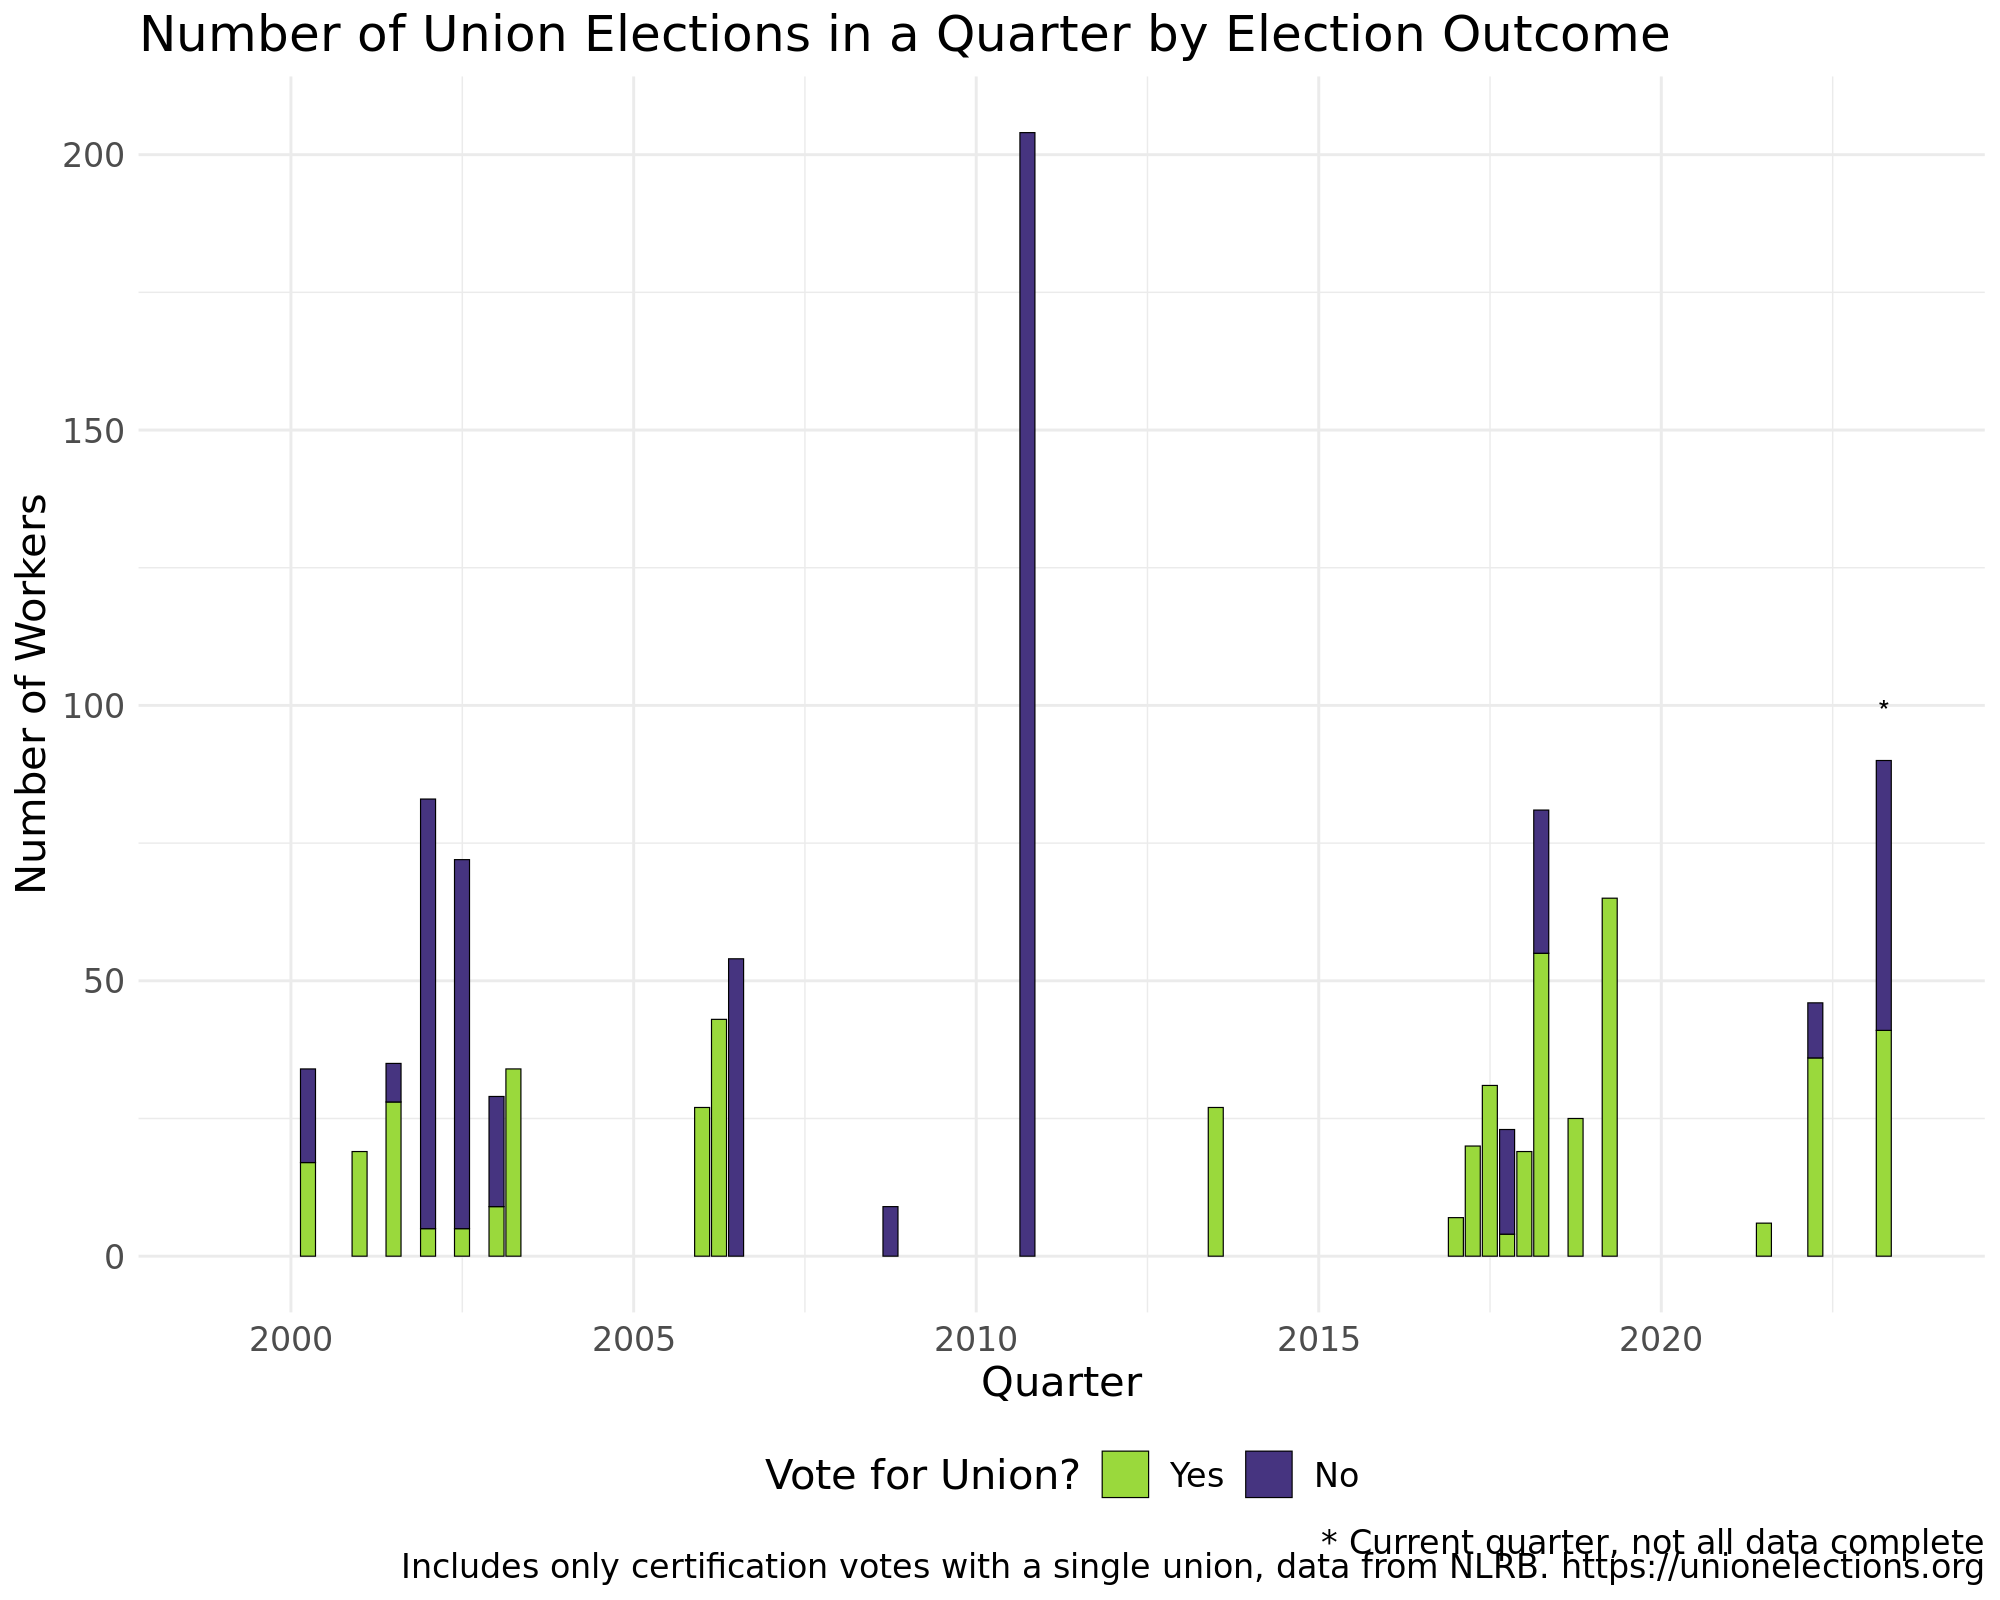 Number of Union Elections in a Quarter by Election Outcome
200
150
100
50
0
Number of Workers
*
2000 2005 2010 2015 2020
Quarter
Vote for Union? Yes No
* Current quarter, not all data complete
Includes only certification votes with a single union, data from NLRB. https://unionelections.org